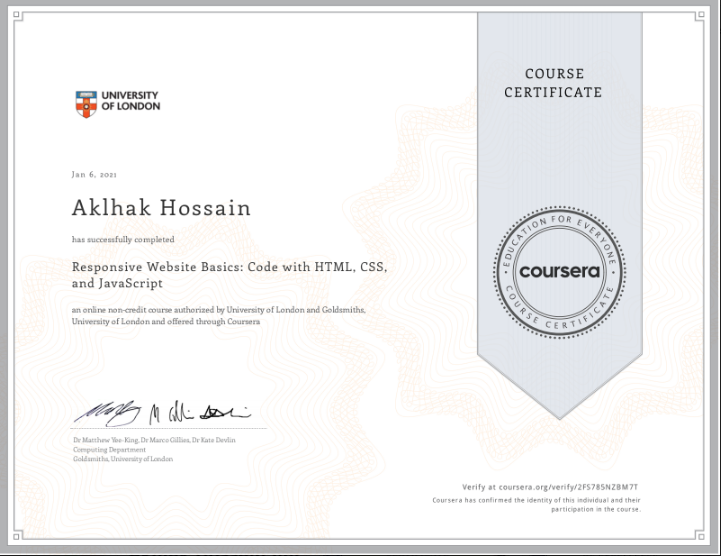 UNIVERSITY
OF LONDON
COURSE
CERTIFICATE
Jan 6, 2021
Aklhak Hossain
has successfully completed
Responsive Website Basics: Code with HTML, CSS,
and JavaScript
an online non-credit course authorized by University of London and Goldsmiths,
University of London and offered through Coursera
EDUCATION FOR EVERYONE
coursera
COURSE CERTIFICATE
Dr Matthew Yee-King, Dr Marco Gillies, Dr Kate Devlin
Computing Department
Goldsmiths, University of London
Verify at coursera.org/verify/2FS785NZBM7T
Coursera has confirmed the identity of this individual and their
participation in the course.